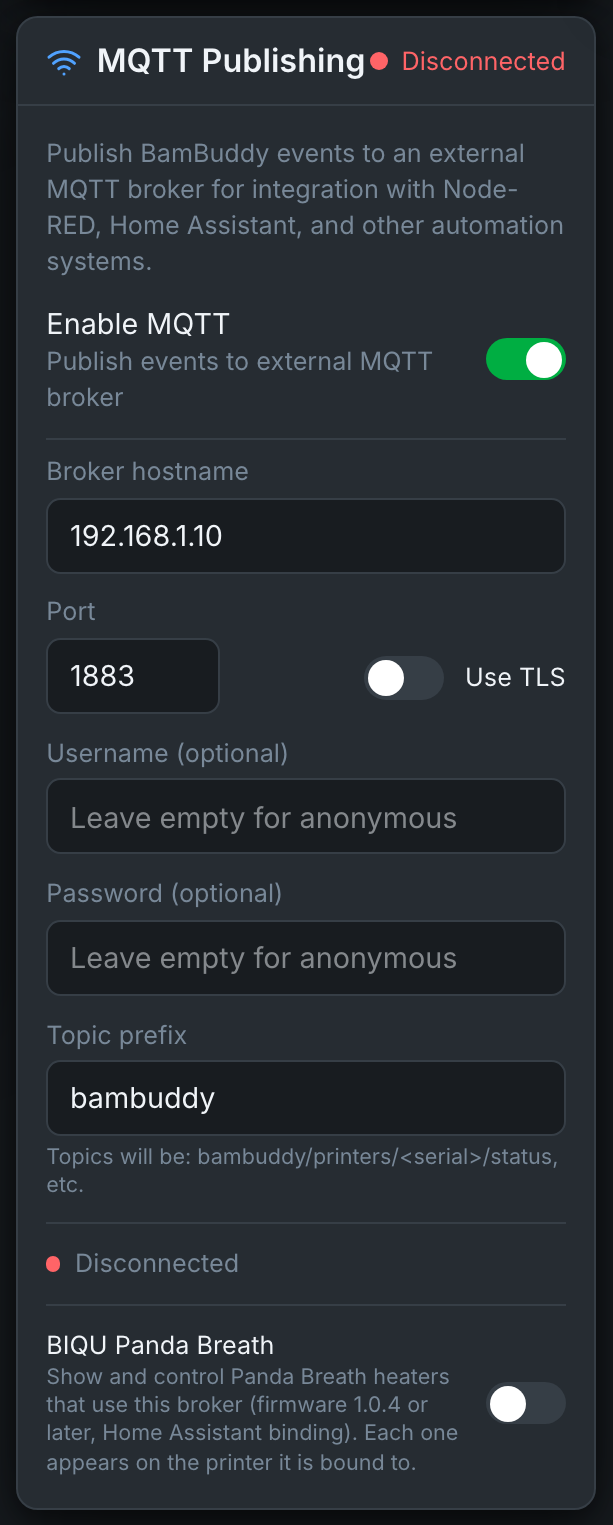 MQTT Publishing Disconnected
Publish BamBuddy events to an external
MQTT broker for integration with Node-
RED, Home Assistant, and other automation
systems.
Enable MQTT
Publish events to external MQTT
broker
Broker hostname
192.168.1.10
Port
1883
Use TLS
Username (optional)
Leave empty for anonymous
Password (optional)
Leave empty for anonymous
Topic prefix
bambuddy
Topics will be: bambuddy/printers/<serial>/status,
etc.
Disconnected
BIQU Panda Breath
Show and control Panda Breath heaters
that use this broker (firmware 1.0.4 or
later, Home Assistant binding). Each one
appears on the printer it is bound to.